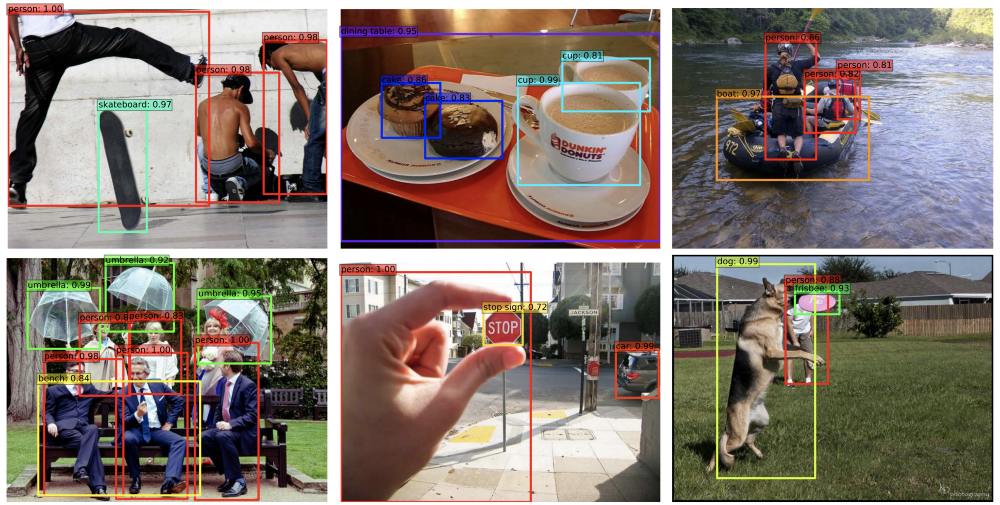 person: 1.00
person: 0.98
person: 0.98
skateboard: 0.97
dining table: 0.95
cup: 0.81
cake: 0.86
cup: 0.99
cake: 0.83
DUNKIN'
DONUTS
person: 0.86
person: 0.81
person: 0.82
boat: 0.97
972
umbrella: 0.92
umbrella: 0.99
umbrella: 0.95
person: 0.83
person: 1.00
person: 0.98
person: 1.00
bench: 0.84
person: 1.00
stop sign: 0.72
STOP
JACKSON
car: 0.99
dog: 0.99
person: 0.88
frisbee: 0.93
photography